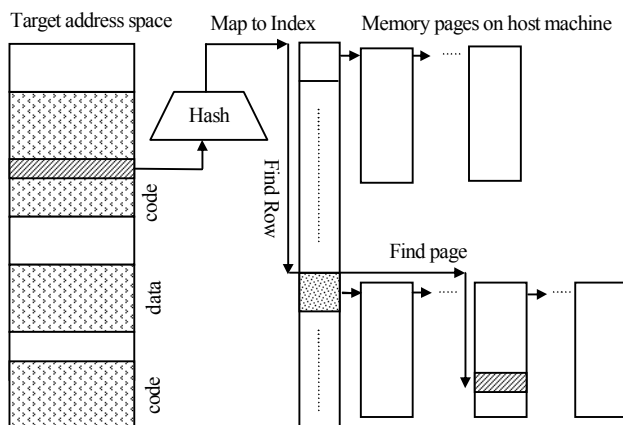 Target address space
Map to Index
Memory pages on host machine
Hash
code
Find Row
Find page
data
code